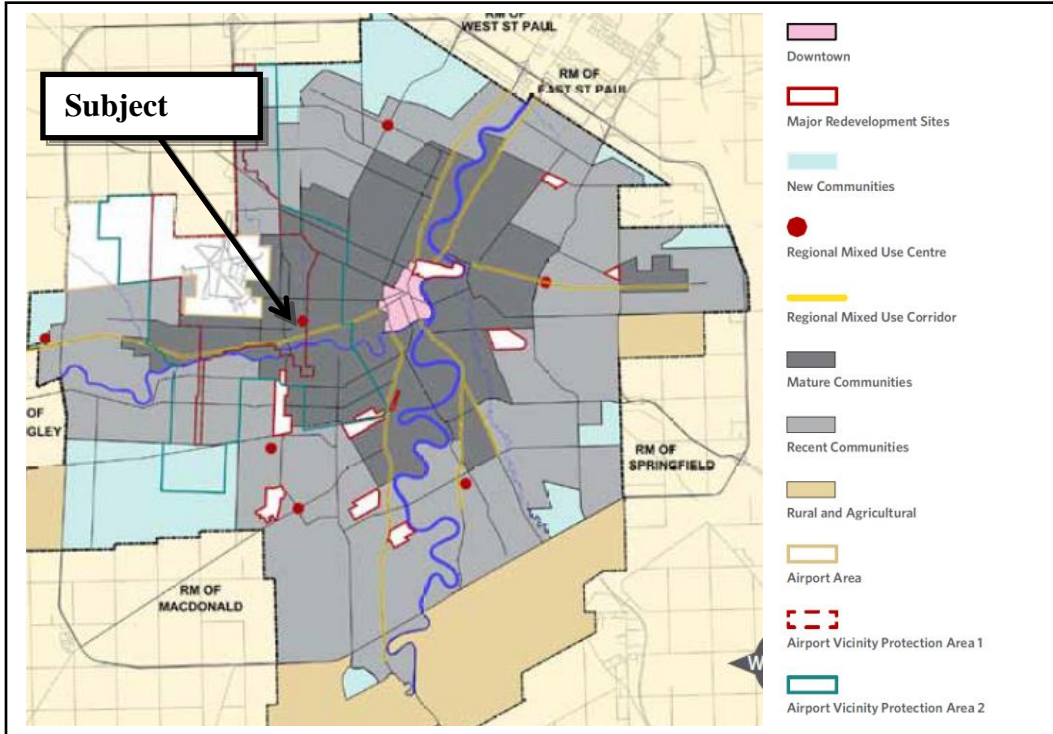 RM OF
WEST ST PAUL
RM OF
EAST ST PAUL
Subject
OF
GLEY
RM OF
SPRINGFIELD
RM OF
MACDONALD
W
Downtown
Major Redevelopment Sites
New Communities
Regional Mixed Use Centre
Regional Mixed Use Corridor
Mature Communities
Recent Communities
Rural and Agricultural
Airport Area
Airport Vicinity Protection Area 1
Airport Vicinity Protection Area 2